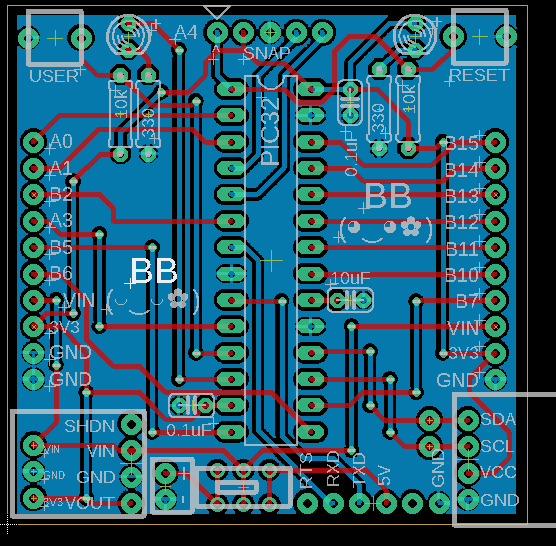 A4
USER
SNAP
RESET
10k
330
PIC32
0.1uF
330
10k
A0
A1
B2
A3
B5
B6
VIN
3V3
GND
GND
B15
B14
B13
B12
B11
B10
B7
VIN
3V3
GND
BB
BB
10uF
0.1uF
SHDN
VIN
VIN
GND
GND
3V3
VOUT
RTS
RXD
TXD
5V
GND
SDA
SCL
VCC
GND